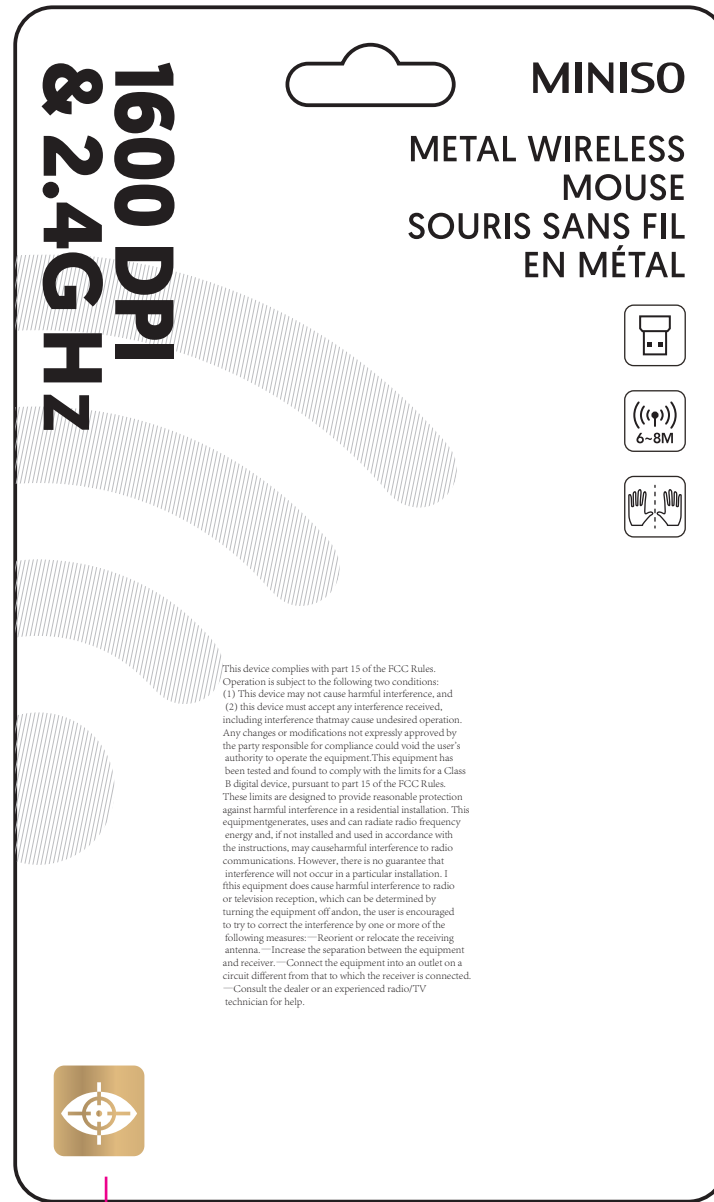 1600 DPI
& 2.4G Hz
MINISO
METAL WIRELESS
MOUSE
SOURIS SANS FIL
EN MÉTAL
6~8M
This device complies with part 15 of the FCC Rules.
Operation is subject to the following two conditions:
(1) This device may not cause harmful interference, and
(2) this device must accept any interference received,
including interference thatmay cause undesired operation.
Any changes or modifications not expressly approved by
the party responsible for compliance could void the user's
authority to operate the equipment.This equipment has
been tested and found to comply with the limits for a Class
B digital device, pursuant to part 15 of the FCC Rules.
These limits are designed to provide reasonable protection
against harmful interference in a residential installation. This
equipmentgenerates, uses and can radiate radio frequency
energy and, if not installed and used in accordance with
the instructions, may causeharmful interference to radio
communications. However, there is no guarantee that
interference will not occur in a particular installation. I
fthis equipment does cause harmful interference to radio
or television reception, which can be determined by
turning the equipment off andon, the user is encouraged
to try to correct the interference by one or more of the
following measures:—Reorient or relocate the receiving
antenna.—Increase the separation between the equipment
and receiver.—Connect the equipment into an outlet on a
circuit different from that to which the receiver is connected.
—Consult the dealer or an experienced radio/TV
technician for help.